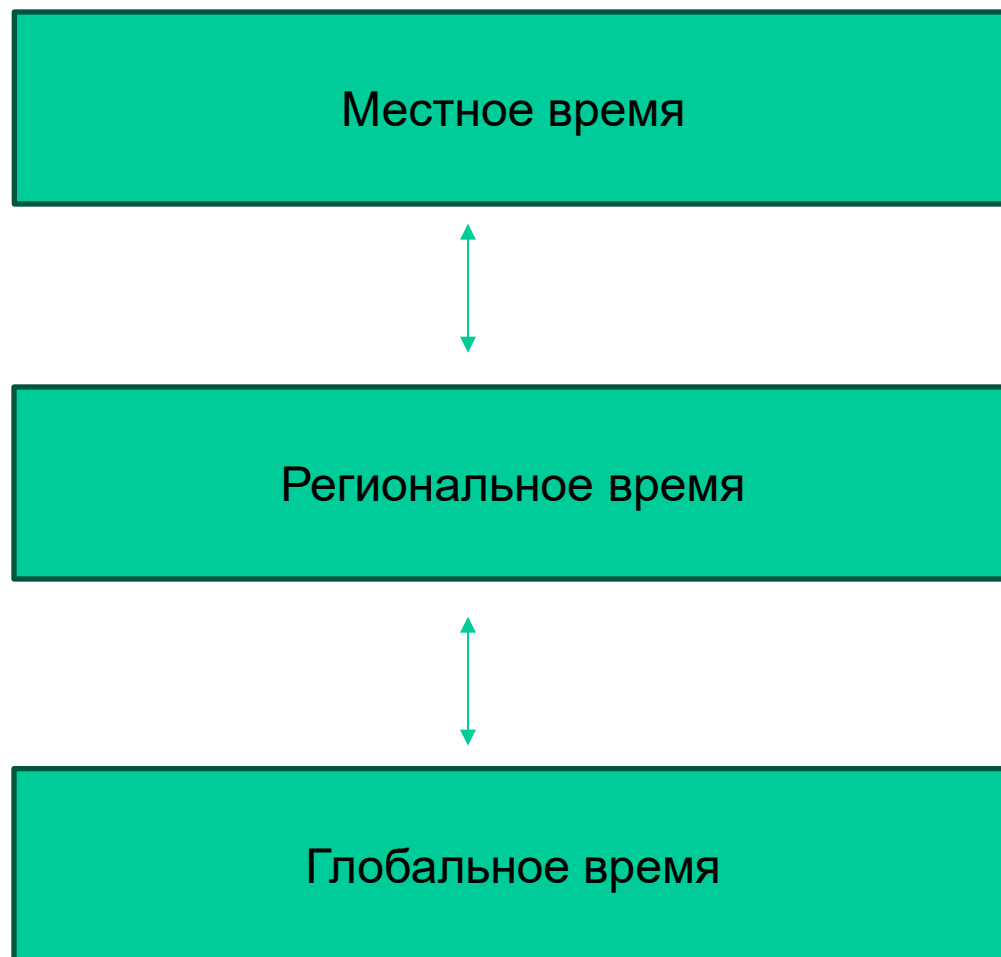 Местное время
Региональное время
Глобальное время